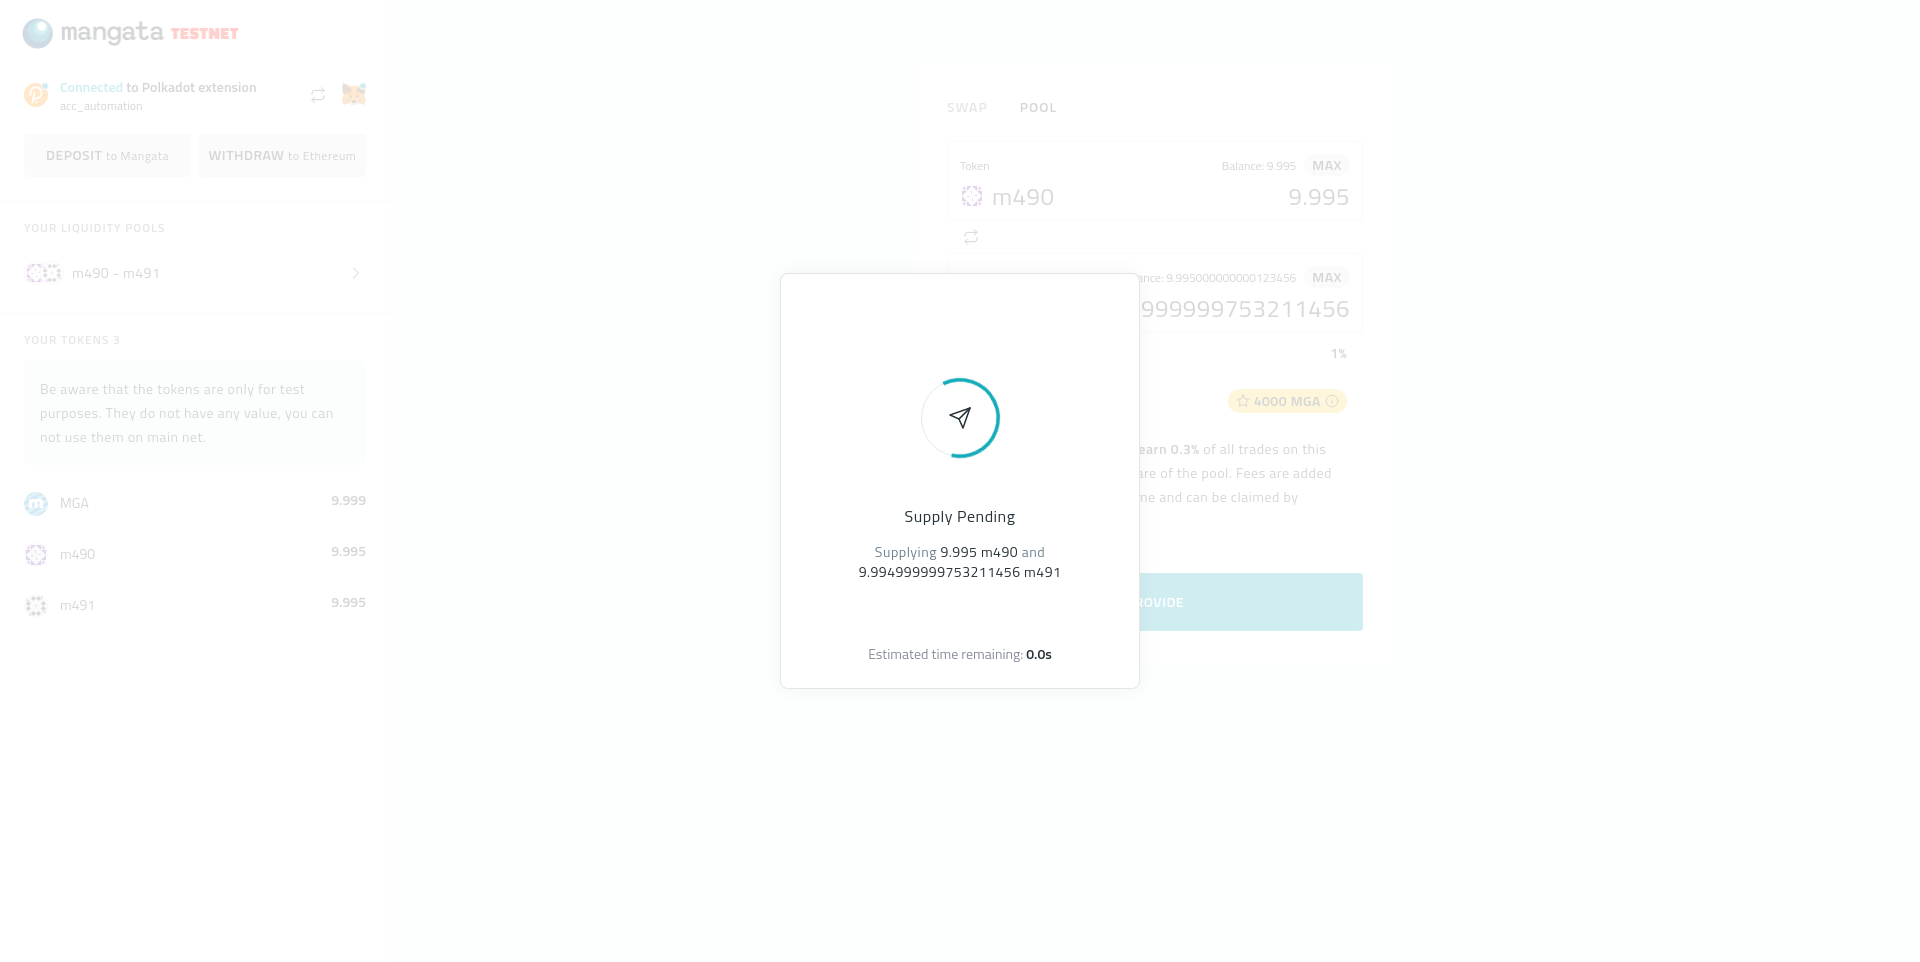 mangata TESTNET
Connected to Polkadot extension
acc_automation
DEPOSIT to Mangata
WITHDRAW to Ethereum
YOUR LIQUIDITY POOLS
m490 - m491
YOUR TOKENS 3
Be aware that the tokens are only for test
purposes. They do not have any value, you can
not use them on main net.
MGA 9.999
m490 9.995
m491 9.995
SWAP POOL
Token Balance: 9.995 MAX
m490 9.995
9.995000000000123456 MAX
999999753211456
1%
4000 MGA
earn 0.3% of all trades on this
of the pool. Fees are added
and can be claimed by
Supply Pending
Supplying 9.995 m490 and
9.994999999753211456 m491
Estimated time remaining: 0.0s